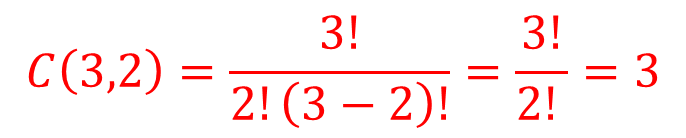 C(3,2) = 3! / 2! (3 − 2)! = 3! / 2! = 3